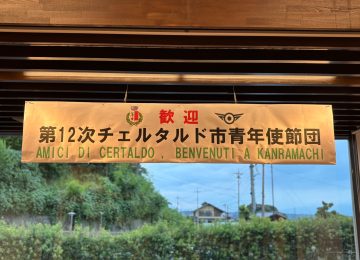 歓迎
第12次チェルタルド市青年使節団
AMICI DI CERTALDO, BENVENUTI A KANRAMACHI